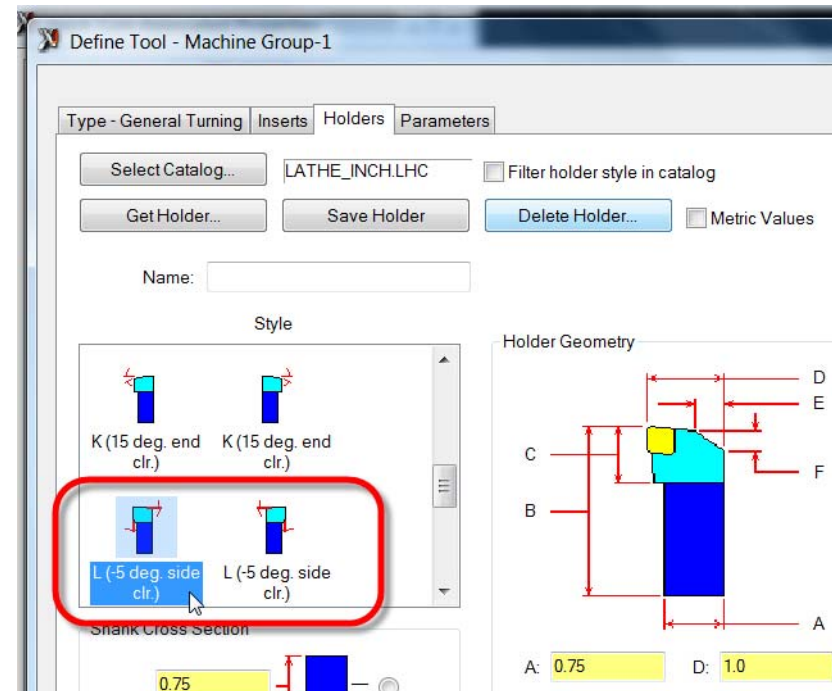 Define Tool - Machine Group-1
Type - General Turning Inserts Holders Parameters
Select Catalog... LATHE_INCH.LHC Filter holder style in catalog
Get Holder... Save Holder Delete Holder... Metric Values
Name:
Style
Holder Geometry
K (15 deg. end clr.)
K (15 deg. end clr.)
L (-5 deg. side clr.)
L (-5 deg. side clr.)
D
E
C
F
B
A
Shank Cross Section
0.75
A: 0.75 D: 1.0